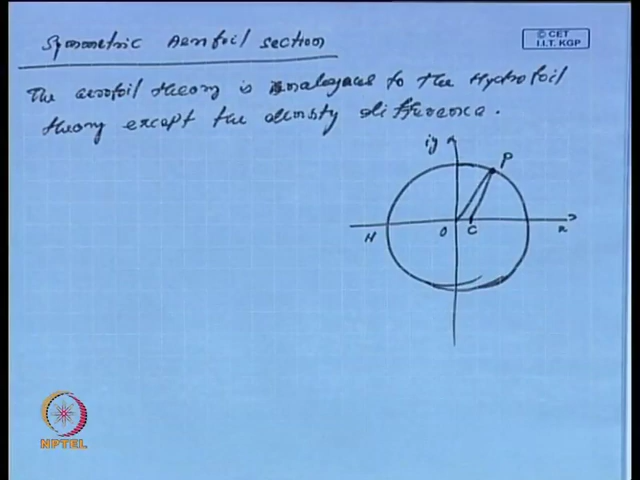 Symmetric Aerofoil section
© CET
I.I.T. KGP
The aerofoil theory is analogous to the Hydrofoil
theory except the density difference.
iy
P
H
O
C
x
NPTEL